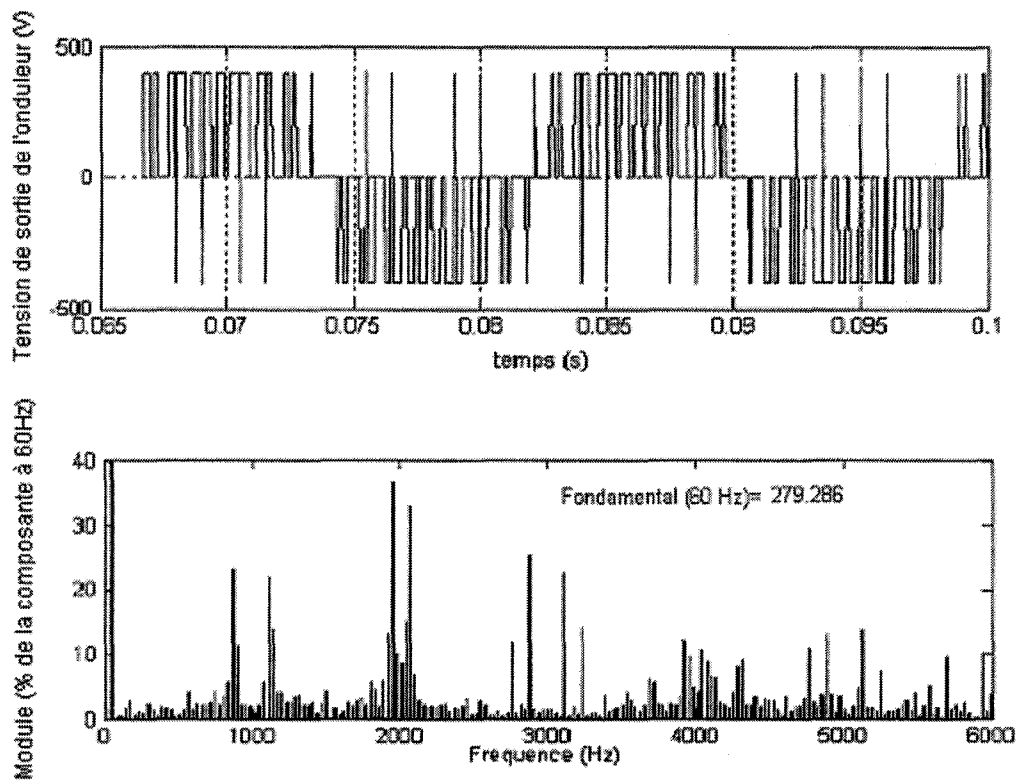 Tension de sortie de l'onduleur (V)
500
0
-500
0.065 0.07 0.075 0.08 0.085 0.09 0.095 0.1
temps (s)
Module (% de la composante à 60Hz)
40
30
20
10
0
Fondamental (60 Hz)= 279.286
0 1000 2000 3000 4000 5000 6000
Frequence (Hz)